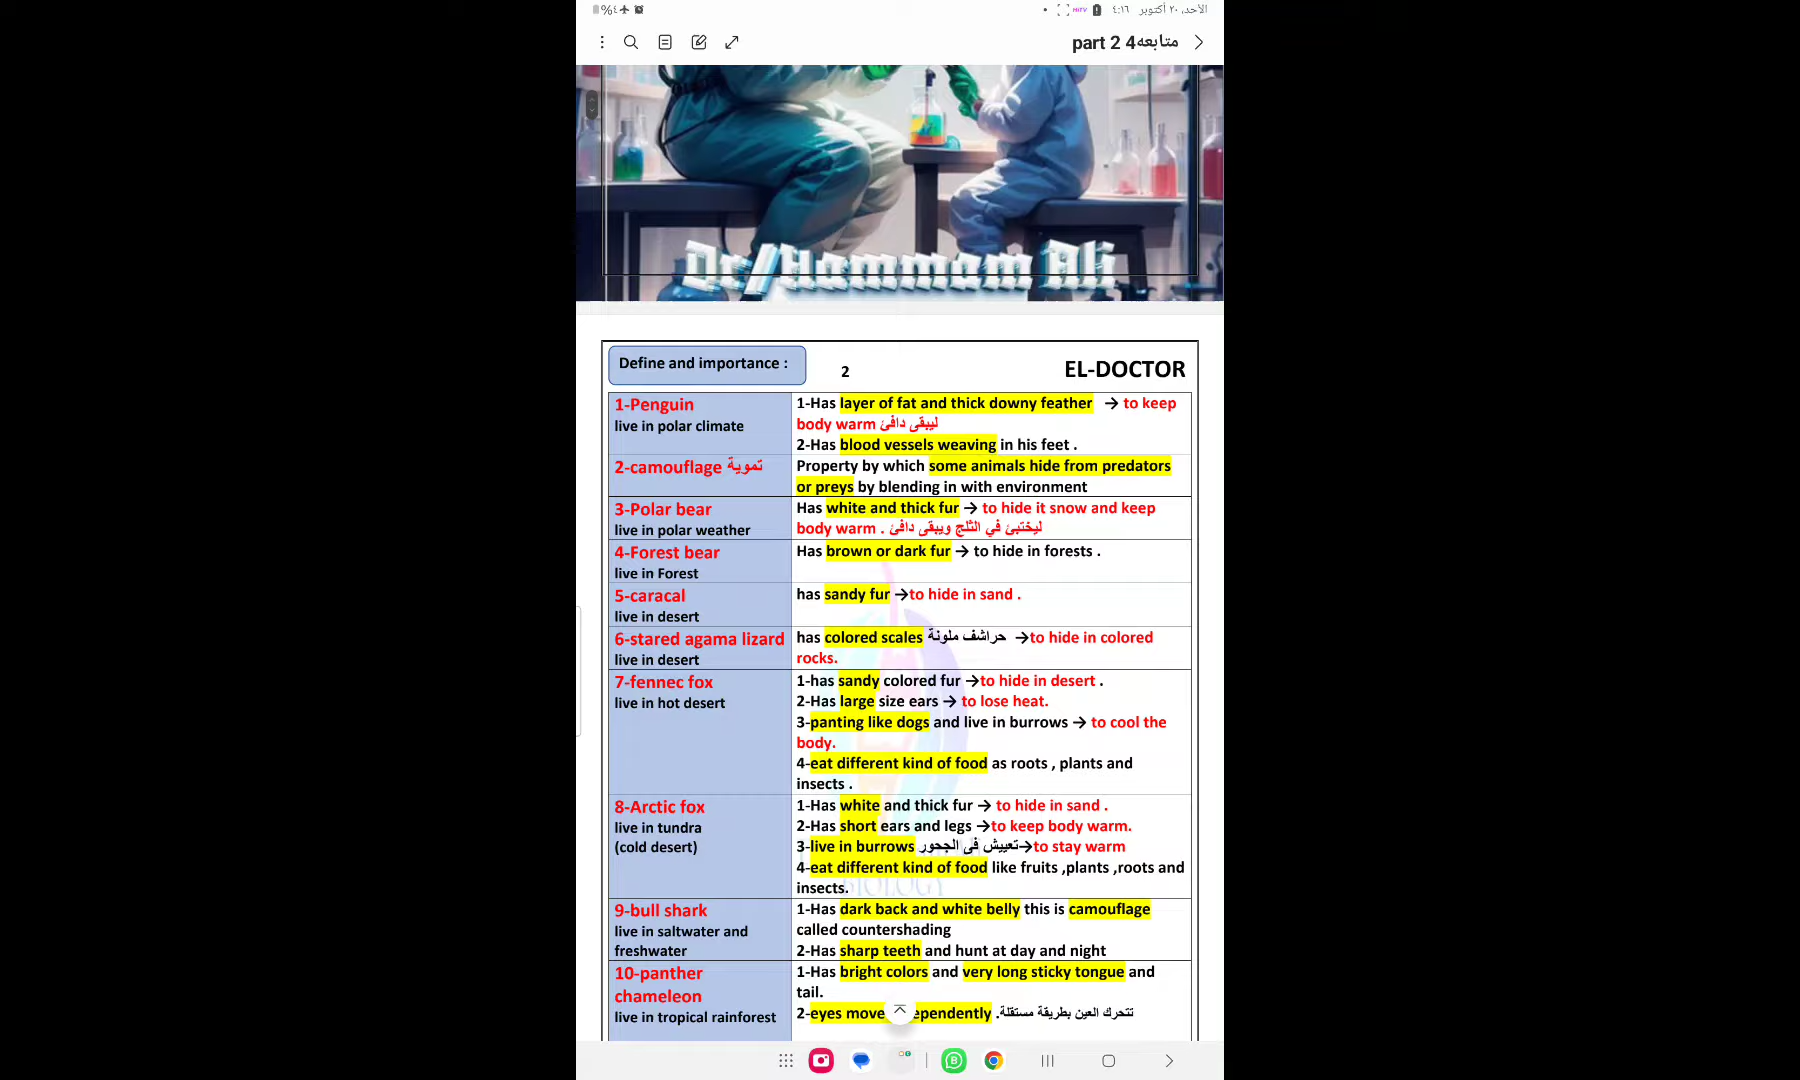 %٤
الأحد، ٢٠ أكتوبر ٤:١٦
متابعه4 part 2
Dr/Hammam Ali
Define and importance :
2
EL-DOCTOR
1-Penguin
live in polar climate
1-Has layer of fat and thick downy feather → to keep
body warm ليبقى دافئ
2-Has blood vessels weaving in his feet .
2-camouflage تموية
Property by which some animals hide from predators
or preys by blending in with environment
3-Polar bear
live in polar weather
Has white and thick fur → to hide it snow and keep
body warm . ليختبئ في الثلج ويبقى دافئ
4-Forest bear
live in Forest
Has brown or dark fur → to hide in forests .
5-caracal
live in desert
has sandy fur →to hide in sand .
6-stared agama lizard
live in desert
has colored scales حراشف ملونة →to hide in colored
rocks.
7-fennec fox
live in hot desert
1-has sandy colored fur →to hide in desert .
2-Has large size ears → to lose heat.
3-panting like dogs and live in burrows → to cool the
body.
4-eat different kind of food as roots , plants and
insects .
8-Arctic fox
live in tundra
(cold desert)
1-Has white and thick fur → to hide in sand .
2-Has short ears and legs →to keep body warm.
3-live in burrows تعييش فى الجحور→to stay warm
4-eat different kind of food like fruits ,plants ,roots and
insects.
BIOLOGY
9-bull shark
live in saltwater and
freshwater
1-Has dark back and white belly this is camouflage
called countershading
2-Has sharp teeth and hunt at day and night
10-panther
chameleon
live in tropical rainforest
1-Has bright colors and very long sticky tongue and
tail.
2-eyes move ependently .تتحرك العين بطريقة مستقلة